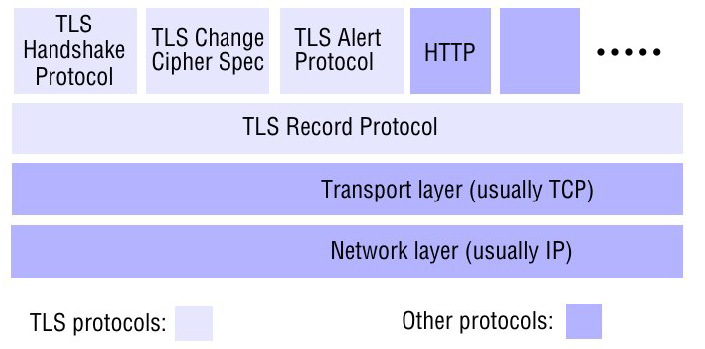 TLS
Handshake
Protocol
TLS Change
Cipher Spec
TLS Alert
Protocol
HTTP
•••••
TLS Record Protocol
Transport layer (usually TCP)
Network layer (usually IP)
TLS protocols:
Other protocols: